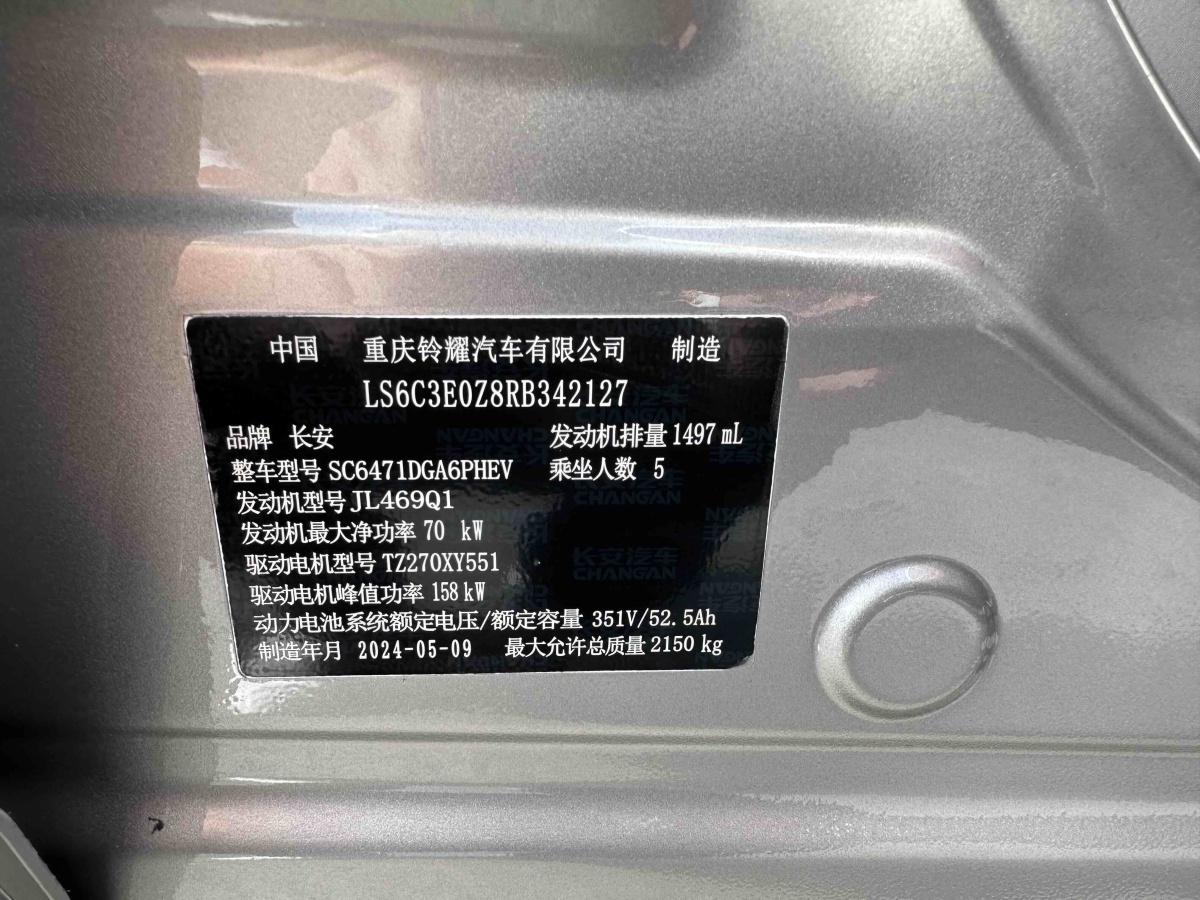 中国 重庆铃耀汽车有限公司 制造
LS6C3E0Z8RB342127
品牌 长安 发动机排量 1497 mL
整车型号 SC6471DGA6PHEV 乘坐人数 5
发动机型号 JL469Q1
发动机最大净功率 70 kW
驱动电机型号 TZ270XY551
驱动电机峰值功率 158 kW
动力电池系统额定电压/额定容量 351V/52.5Ah
制造年月 2024-05-09 最大允许总质量 2150 kg
长安汽车
CHANGAN